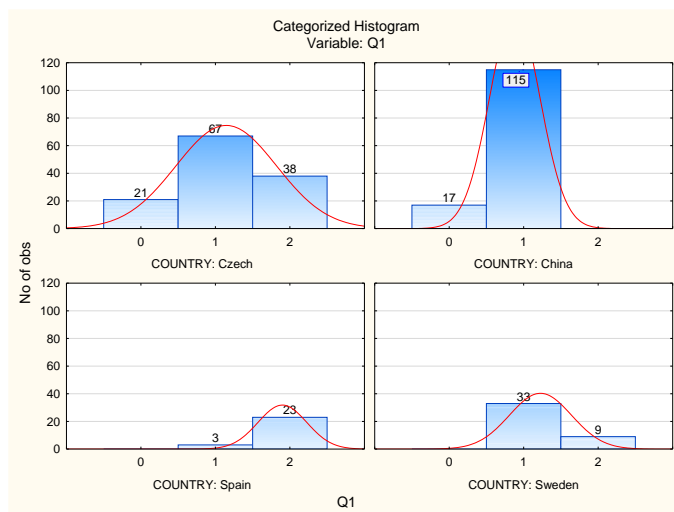 Categorized Histogram
Variable: Q1
No of obs
120 100 80 60 40 20 0
21 67 38
0 1 2
COUNTRY: Czech
17 115
0 1 2
COUNTRY: China
120 100 80 60 40 20 0
3 23
0 1 2
COUNTRY: Spain
33 9
0 1 2
COUNTRY: Sweden
Q1